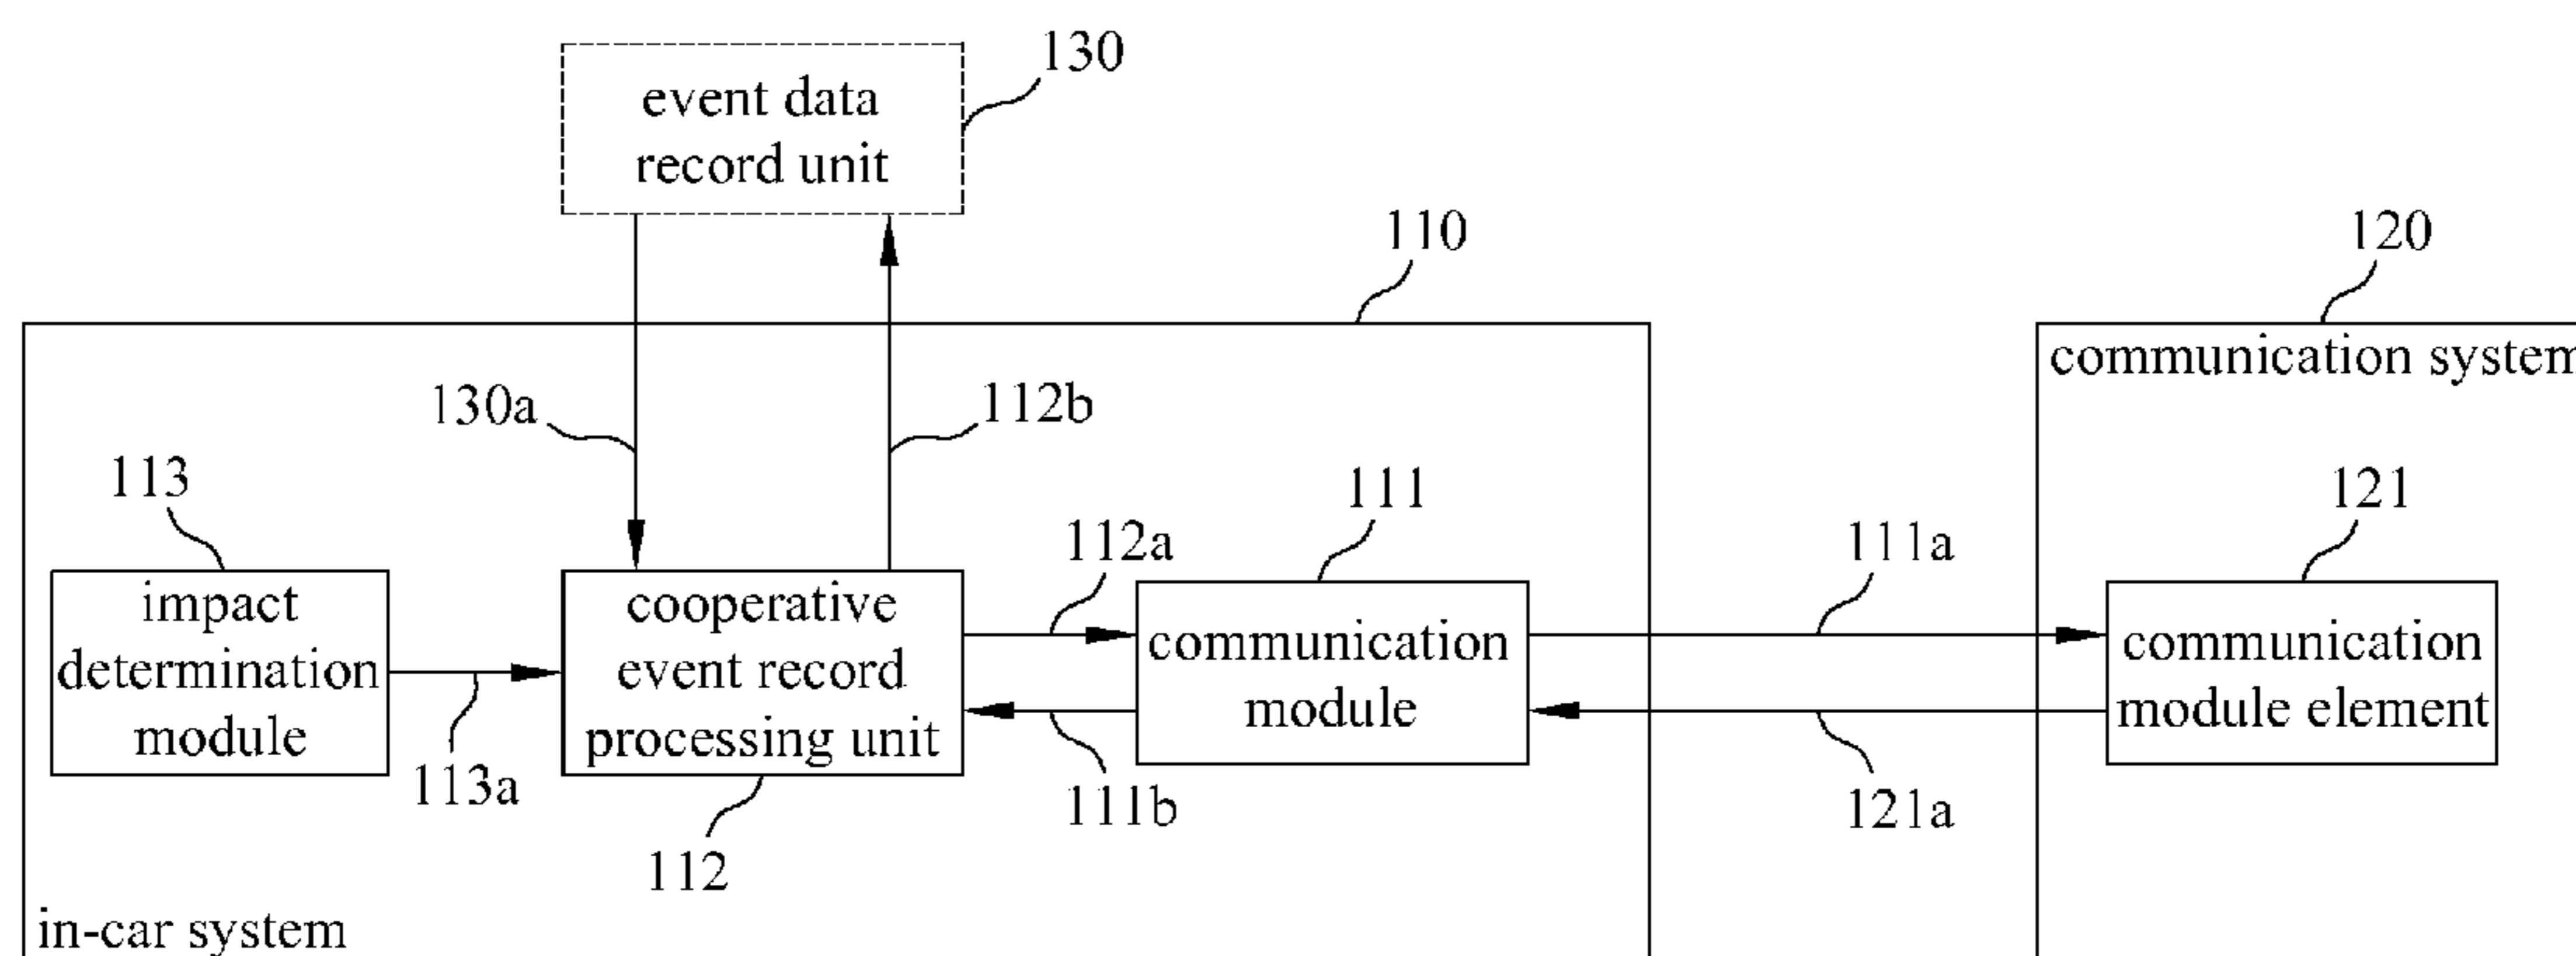 130
event data
record unit
110
120
communication system
130a
112b
113
111
121
112a
111a
impact
determination
module
cooperative
event record
processing unit
communication
module
communication
module element
113a
111b
121a
112
in-car system